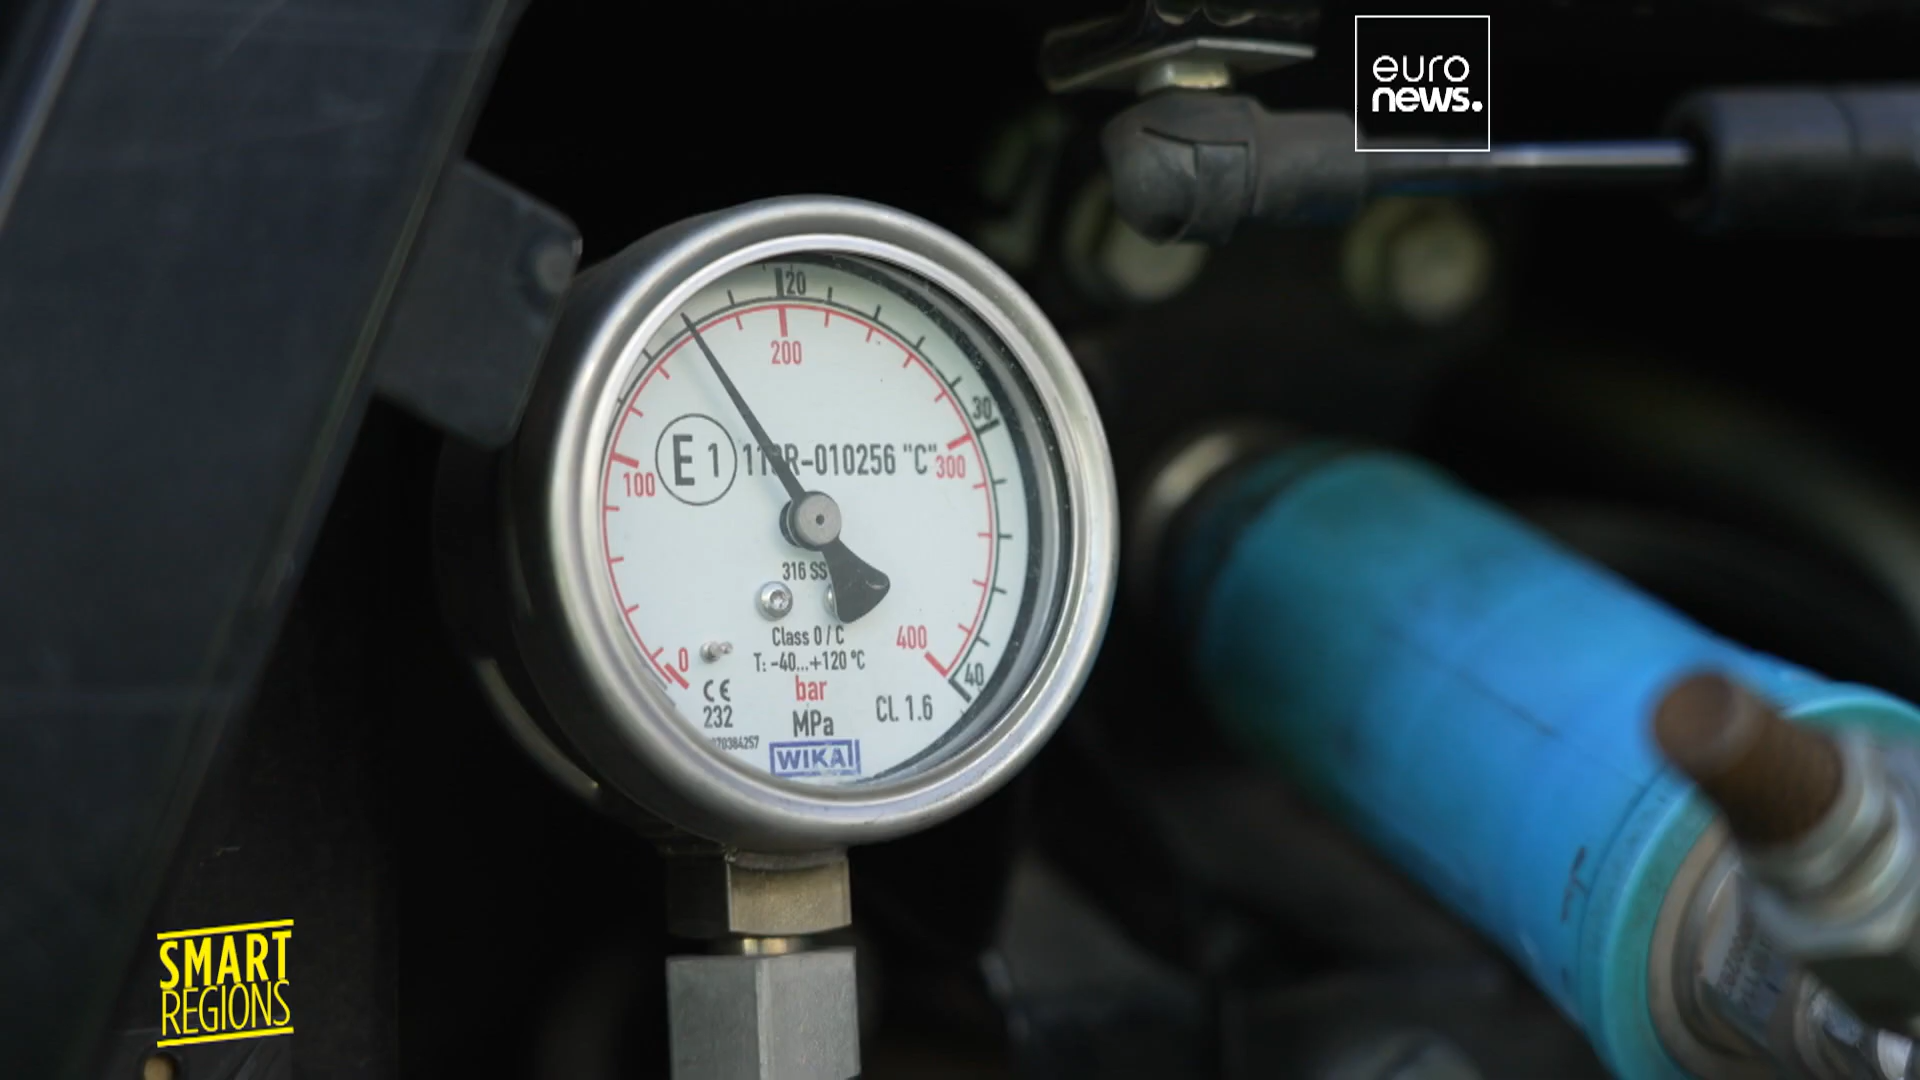 euro
news.
20
200
30
300
E 1
"C"
100
316 SS
Class 0 / C
400
0
T: -40...+120 °C
40
CE
bar
232
MPa
CL. 1.6
WIKA
SMART
REGIONS